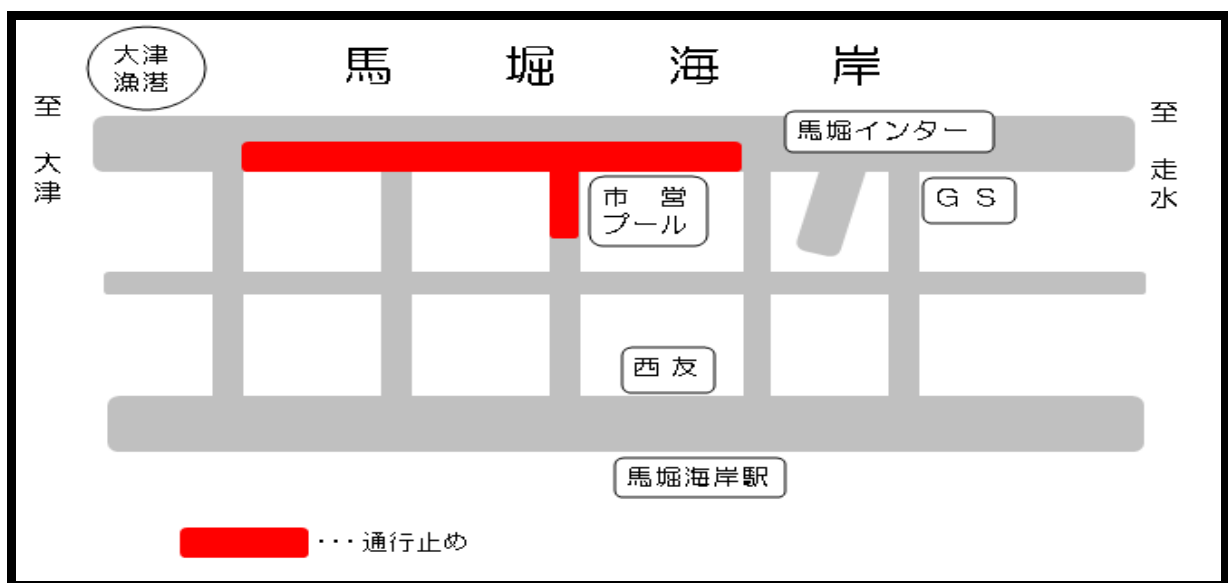 大津
漁港
馬堀海岸
至 大津
馬堀インター
至 走水
市営
プール
GS
西友
馬堀海岸駅
・・・通行止め